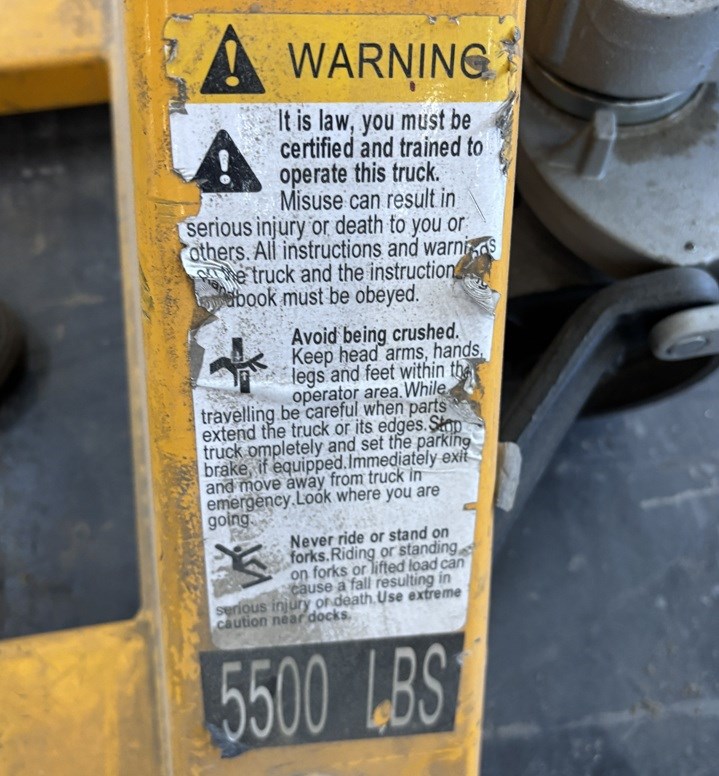 WARNING
It is law, you must be
certified and trained to
operate this truck.
Misuse can result in
serious injury or death to you or
others. All instructions and warnings
truck and the instruction
must be obeyed.
Avoid being crushed.
Keep head arms, hands,
legs and feet within the
operator area.While
travelling be careful when parts
extend the truck or its edges.Stop
truck ompletely and set the parking
brake, if equipped.Immediately exit
and move away from truck in
emergency.Look where you are
going.
Never ride or stand on
forks.Riding or standing
on forks or lifted load can
cause a fall resulting in
serious injury or death.Use extreme
caution near docks.
5500 LBS